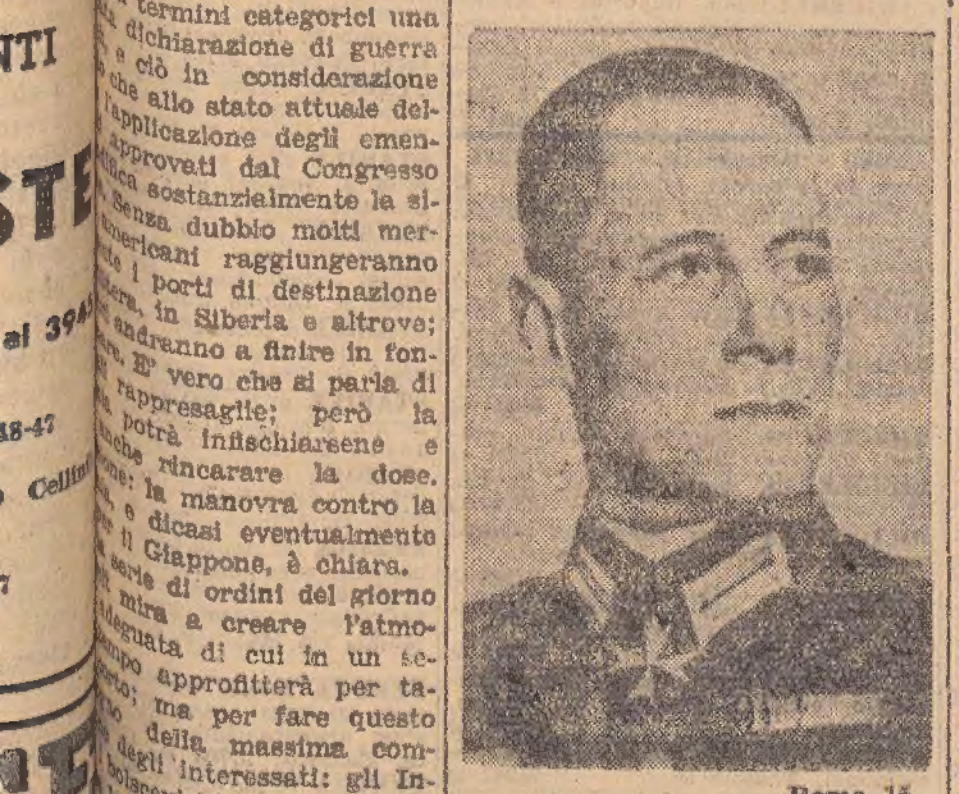 NTI
STE
al 394
48-47
Cellin
7
termini categorici una
dichiarazione di guerra
e ciò in considerazione
che allo stato attuale del-
l'applicazione degli emen-
approvati dal Congresso
sostanzialmente la si-
Senza dubbio molti mer-
americani raggiungeranno
i porti di destinazione
in Siberia e altrove;
andranno a finire in fon-
E' vero che si parla di
rappresaglie; però la
potrà infischiarsene e
anche rincarare la dose.
la manovra contro la
e dicasi eventualmente
per il Giappone, è chiara.
serie di ordini del giorno
mira a creare l'atmo-
adeguata di cui in un se-
approfitterà per ta-
ma per fare questo
della massima com-
degli interessati: gli In-